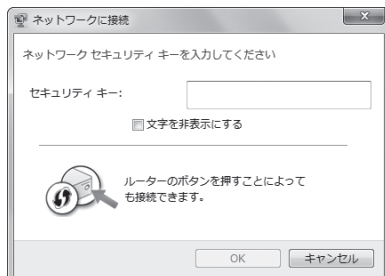 ネットワークに接続
ネットワーク セキュリティ キーを入力してください
セキュリティ キー:
文字を非表示にする
ルーターのボタンを押すことによって
も接続できます。
OK
キャンセル